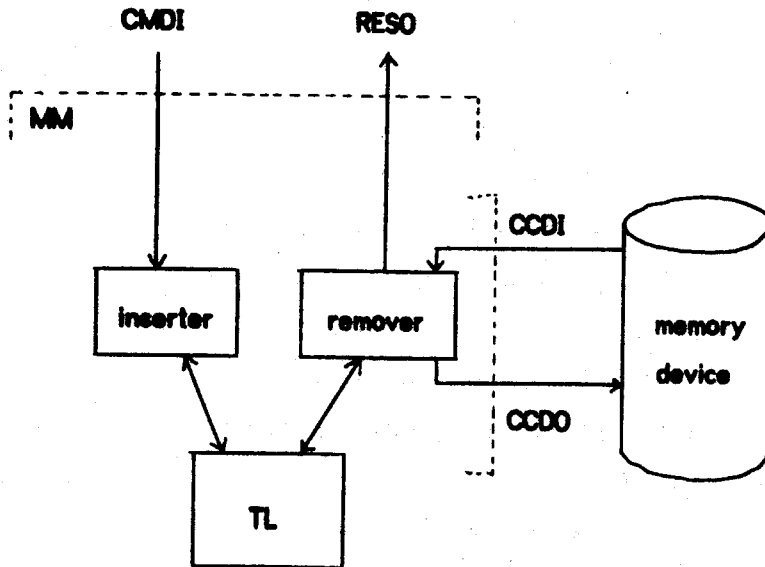 CMDI
RESO
MM
CCDI
inserter
remover
memory
device
CCDO
TL